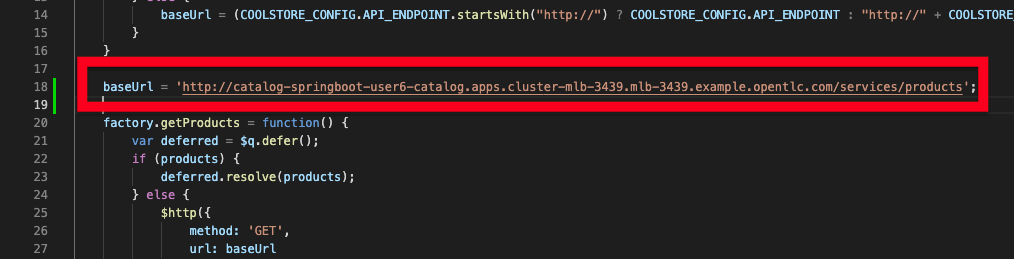 14 baseUrl = (COOLSTORE_CONFIG.API_ENDPOINT.startsWith("http://") ? COOLSTORE_CONFIG.API_ENDPOINT : "http://" + COOLSTORE_CON
15 }
16 }
17
18 baseUrl = 'http://catalog-springboot-user6-catalog.apps.cluster-mlb-3439.mlb-3439.example.opentlc.com/services/products';
19
20 factory.getProducts = function() {
21 var deferred = $q.defer();
22 if (products) {
23 deferred.resolve(products);
24 } else {
25 $http({
26 method: 'GET',
27 url: baseUrl